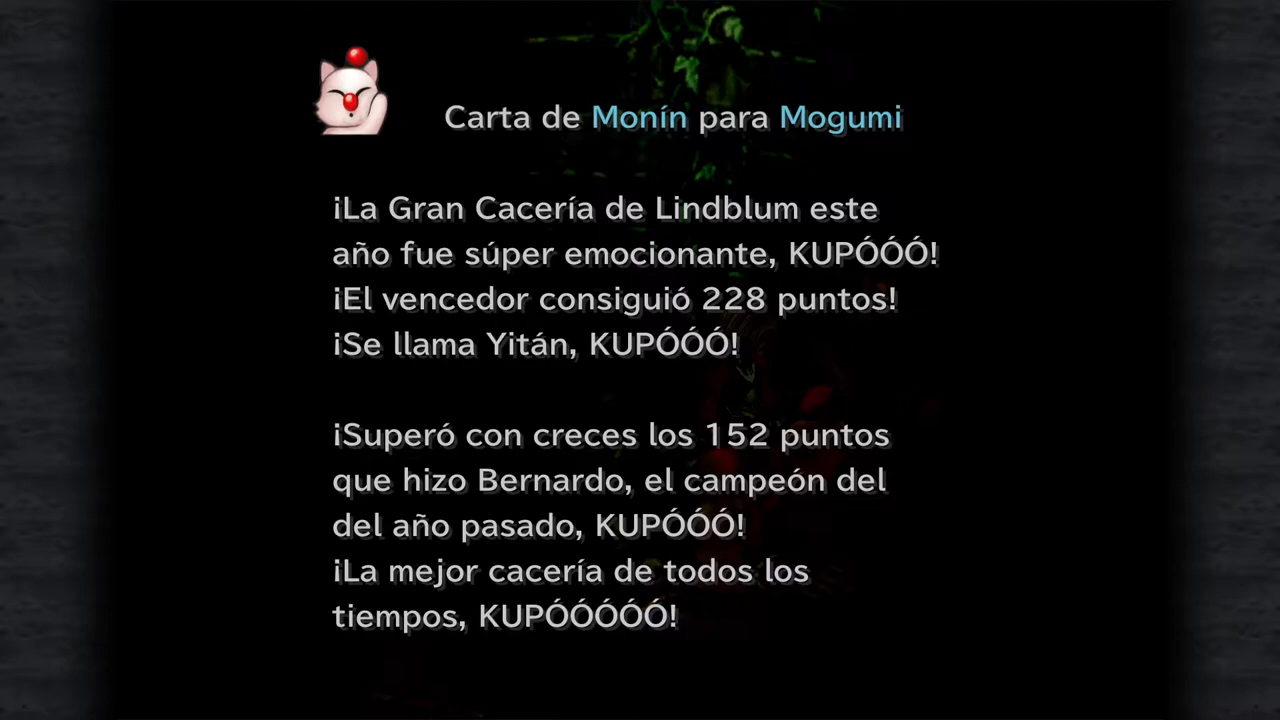 Carta de Monín para Mogumi
¡La Gran Cacería de Lindblum este
año fue súper emocionante, KUPÓÓÓ!
¡El vencedor consiguió 228 puntos!
¡Se llama Yitán, KUPÓÓÓ!
¡Superó con creces los 152 puntos
que hizo Bernardo, el campeón del
del año pasado, KUPÓÓÓ!
¡La mejor cacería de todos los
tiempos, KUPÓÓÓÓÓ!